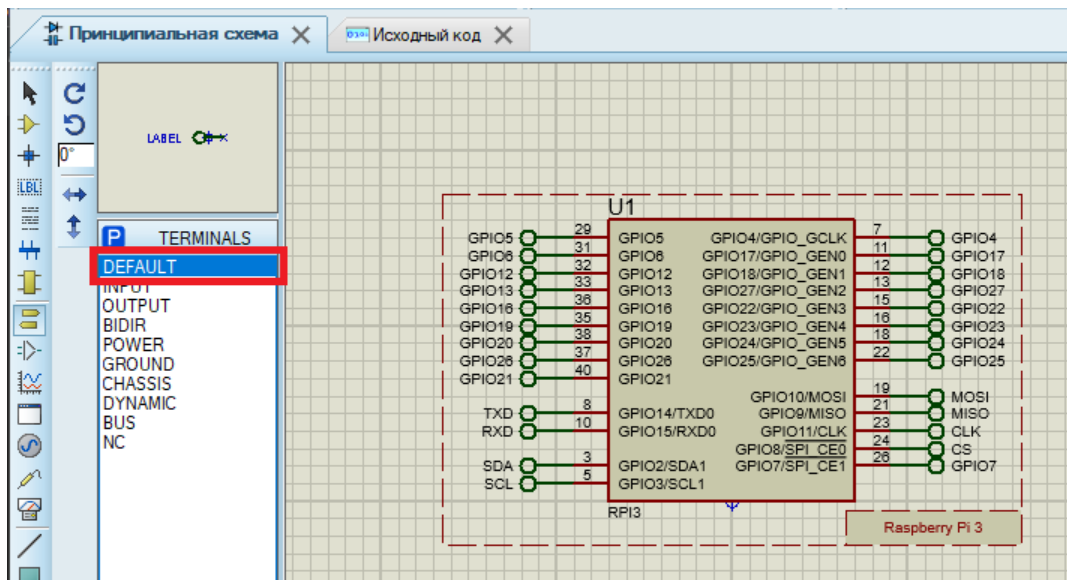 Принципиальная схема
Исходный код
0°
LBL
LABEL
P TERMINALS
DEFAULT
INPUT
OUTPUT
BIDIR
POWER
GROUND
CHASSIS
DYNAMIC
BUS
NC
U1
GPIO5 29 GPIO5 GPIO4/GPIO_GCLK 7 GPIO4
GPIO6 31 GPIO6 GPIO17/GPIO_GEN0 11 GPIO17
GPIO12 32 GPIO12 GPIO18/GPIO_GEN1 12 GPIO18
GPIO13 33 GPIO13 GPIO27/GPIO_GEN2 13 GPIO27
GPIO16 36 GPIO16 GPIO22/GPIO_GEN3 15 GPIO22
GPIO19 35 GPIO19 GPIO23/GPIO_GEN4 16 GPIO23
GPIO20 38 GPIO20 GPIO24/GPIO_GEN5 18 GPIO24
GPIO26 37 GPIO26 GPIO25/GPIO_GEN6 22 GPIO25
GPIO21 40 GPIO21
GPIO10/MOSI 19 MOSI
TXD 8 GPIO14/TXD0 GPIO9/MISO 21 MISO
RXD 10 GPIO15/RXD0 GPIO11/CLK 23 CLK
GPIO8/SPI_CE0 24 CS
SDA 3 GPIO2/SDA1 GPIO7/SPI_CE1 26 GPIO7
SCL 5 GPIO3/SCL1
RPI3
Raspberry Pi 3